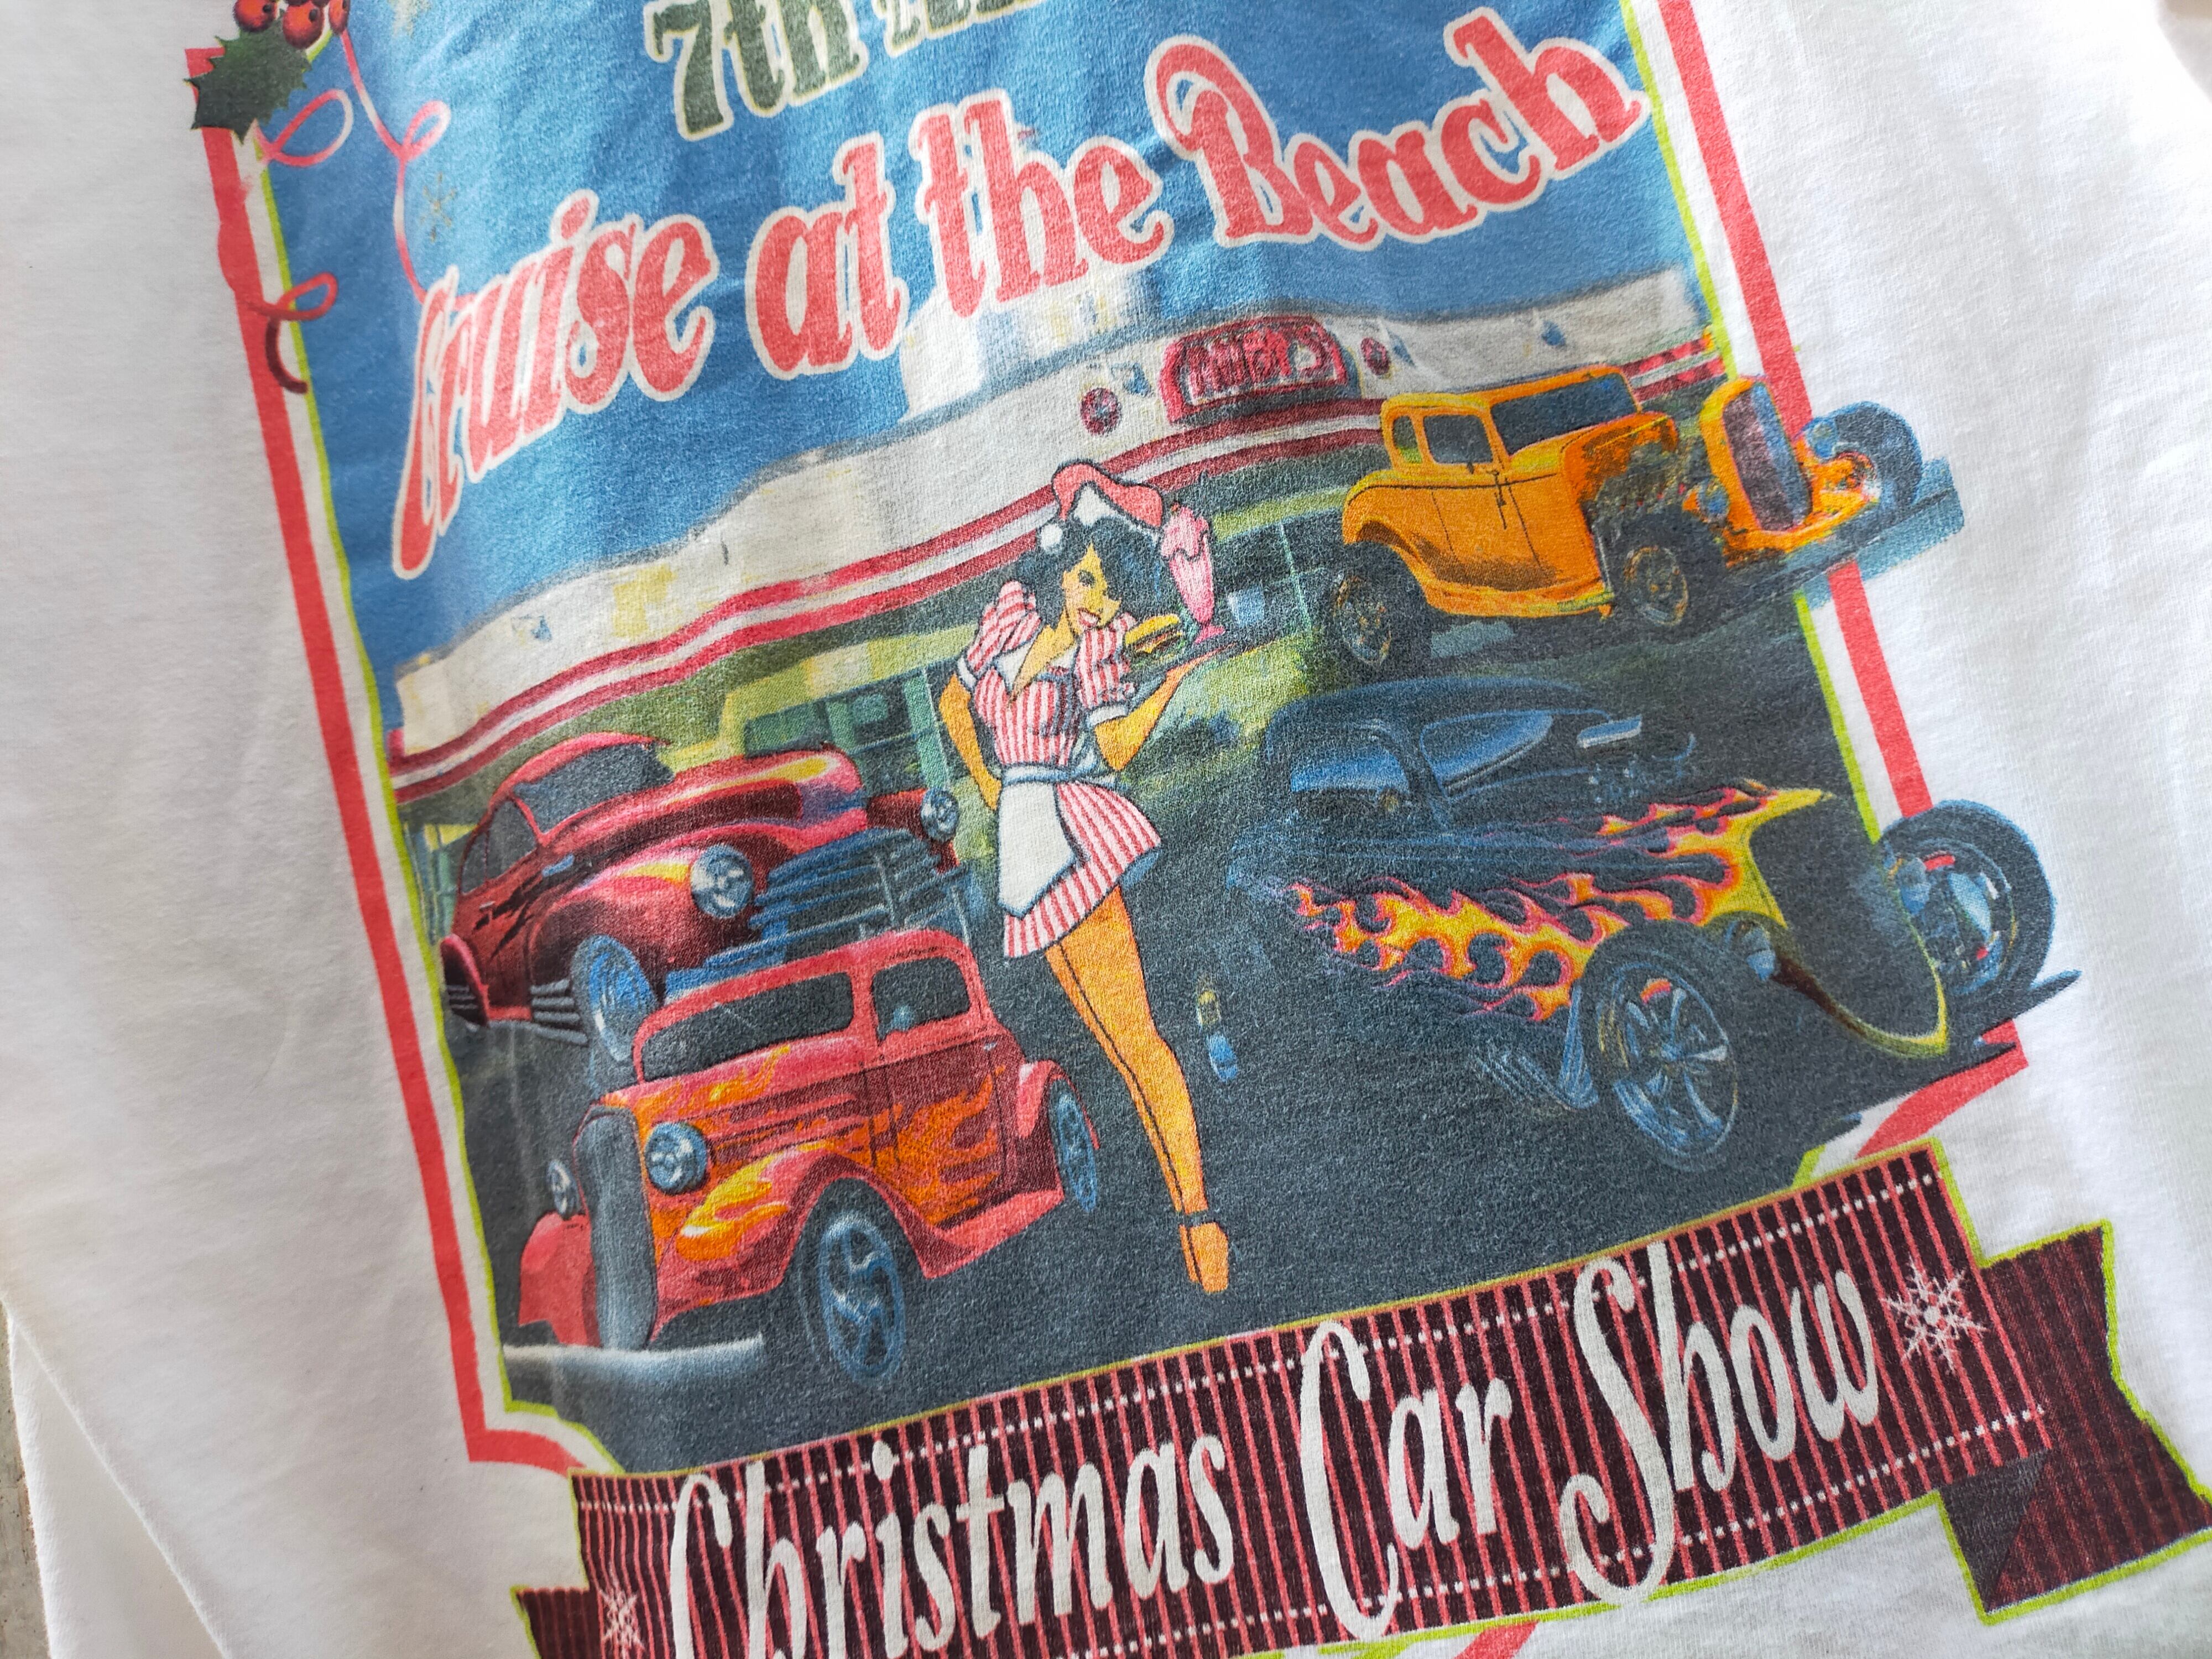 7th
Cruise at the Beach
Christmas Car Show